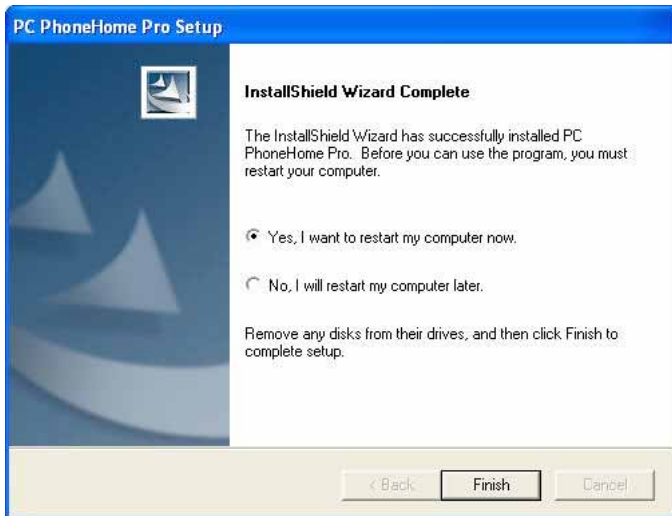 PC PhoneHome Pro Setup
InstallShield Wizard Complete
The InstallShield Wizard has successfully installed PC
PhoneHome Pro. Before you can use the program, you must
restart your computer.
Yes, I want to restart my computer now.
No, I will restart my computer later.
Remove any disks from their drives, and then click Finish to
complete setup.
< Back
Finish
Cancel